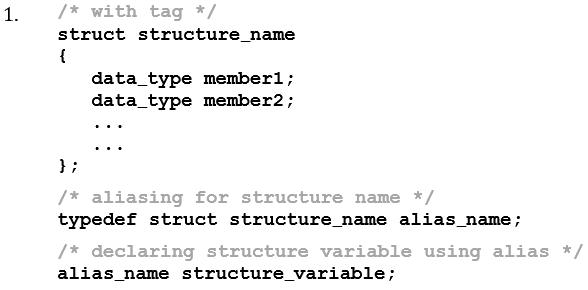 1. /* with tag */
struct structure_name
{
data_type member1;
data_type member2;
...
...
};
/* aliasing for structure name */
typedef struct structure_name alias_name;
/* declaring structure variable using alias */
alias_name structure_variable;